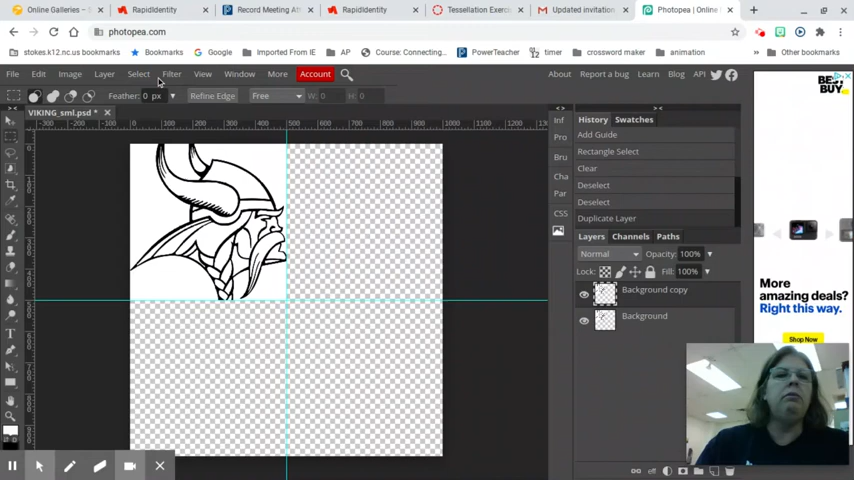 Online Galleries – S
RapidIdentity
Record Meeting At
RapidIdentity
Tessellation Exerc
Updated invitation
Photopea | Online
photopea.com
stokes.k12.nc.us bookmarks
Bookmarks
Google
Imported From IE
AP
Course: Connecting...
PowerTeacher
timer
crossword maker
animation
Other bookmarks
File Edit Image Layer Select Filter View Window More Account
About Report a bug Learn Blog API
Feather: 0 px
Refine Edge
Free
W: 0
H: 0
VIKING_sml.psd *
Inf
Pro
Bru
Cha
Par
CSS
History Swatches
Add Guide
Rectangle Select
Clear
Deselect
Deselect
Duplicate Layer
Layers Channels Paths
Normal Opacity: 100%
Lock: Fill: 100%
Background copy
Background
BEST
BUY
Need
more
amazing deals?
Right this way.
Shop Now